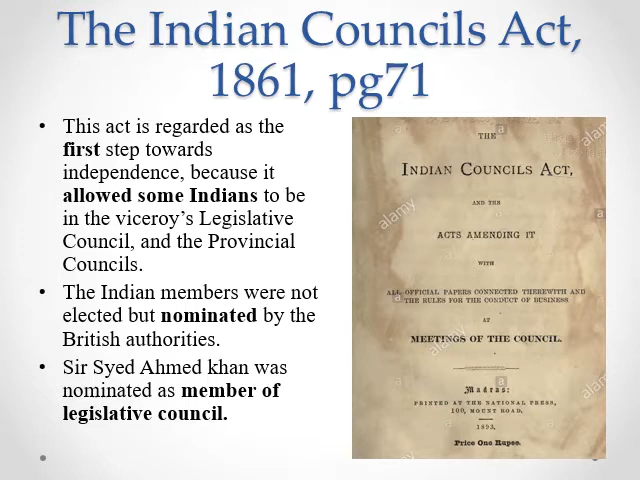 The Indian Councils Act,
1861, pg71
• This act is regarded as the
first step towards
independence, because it
allowed some Indians to be
in the viceroy's Legislative
Council, and the Provincial
Councils.
• The Indian members were not
elected but nominated by the
British authorities.
• Sir Syed Ahmed khan was
nominated as member of
legislative council.
THE
INDIAN COUNCILS ACT,
AND THE
ACTS AMENDING IT
WITH
ALL OFFICIAL PAPERS CONNECTED THEREWITH AND
THE RULES FOR THE CONDUCT OF BUSINESS
AT
MEETINGS OF THE COUNCIL.
Madras:
PRINTED AT THE NATIONAL PRESS,
100, MOUNT ROAD.
1893.
Price One Rupee.
alamy
alamy
alamy